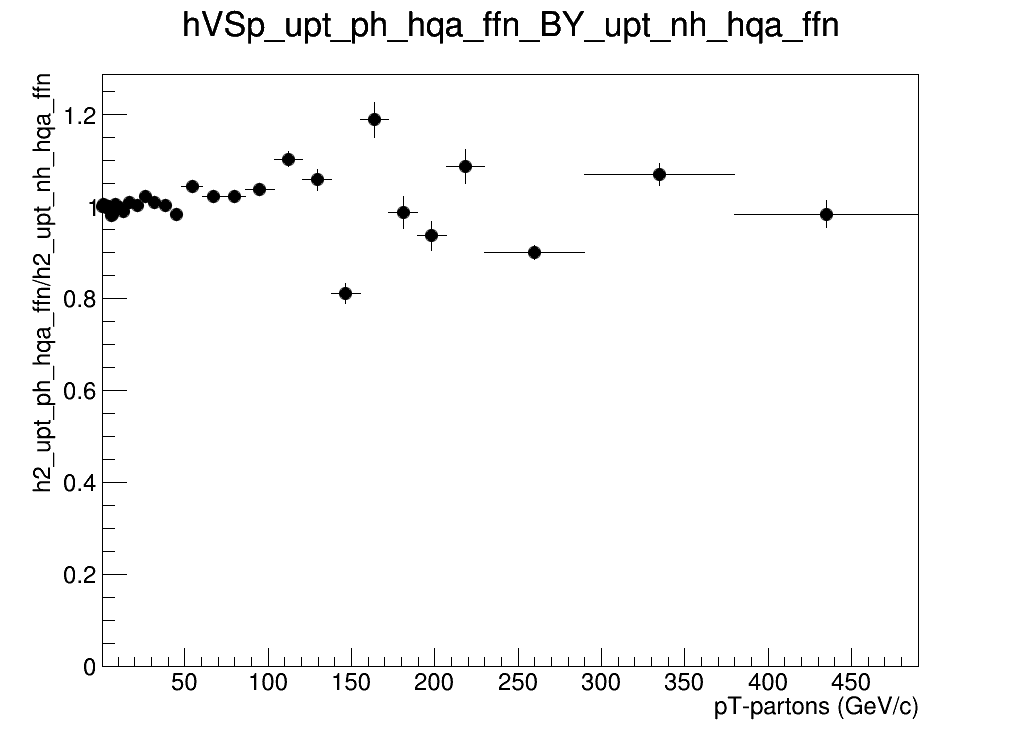 hVSp_upt_ph_hqa_ffn_BY_upt_nh_hqa_ffn
h2_upt_ph_hqa_ffn/h2_upt_nh_hqa_ffn
1.2
1
0.8
0.6
0.4
0.2
0
50 100 150 200 250 300 350 400 450
pT-partons (GeV/c)